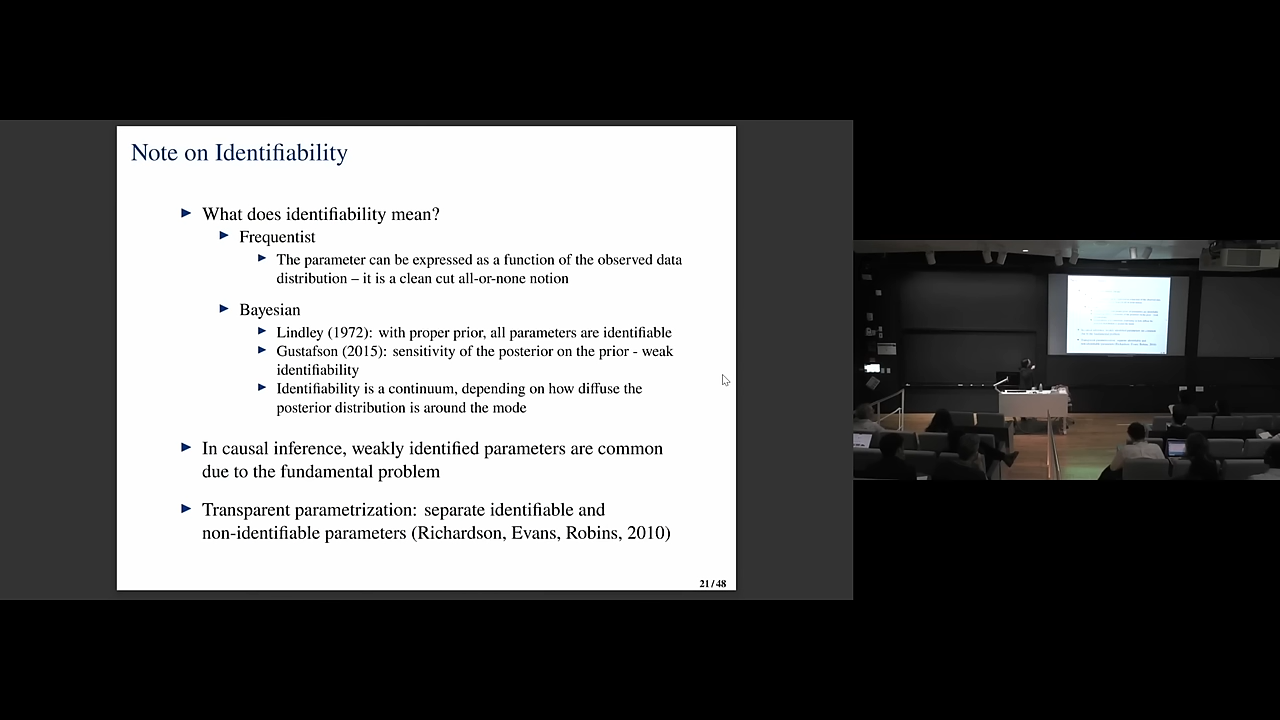 Note on Identifiability
What does identifiability mean?
Frequentist
The parameter can be expressed as a function of the observed data
distribution – it is a clean cut all-or-none notion
Bayesian
Lindley (1972): with proper prior, all parameters are identifiable
Gustafson (2015): sensitivity of the posterior on the prior - weak
identifiability
Identifiability is a continuum, depending on how diffuse the
posterior distribution is around the mode
In causal inference, weakly identified parameters are common
due to the fundamental problem
Transparent parametrization: separate identifiable and
non-identifiable parameters (Richardson, Evans, Robins, 2010)
21 / 48